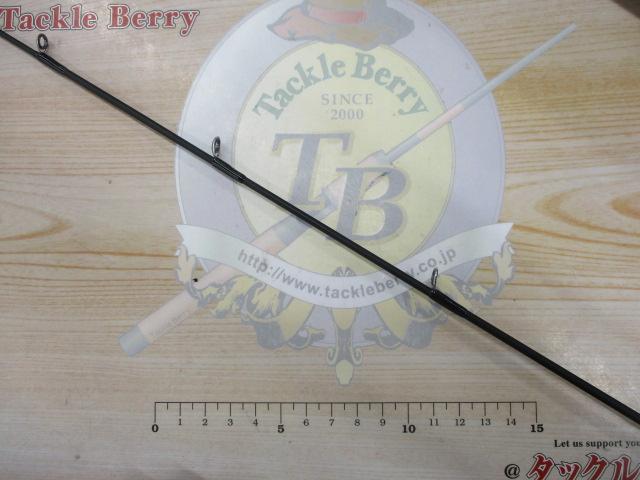 Tackle Berry
Tackle Berry
SINCE
2000
TB
http://www.tackleberry.co.jp
0 1 2 3 4 5 6 7 8 9 10 11 12 13 14 15
Let us support you
@タックル